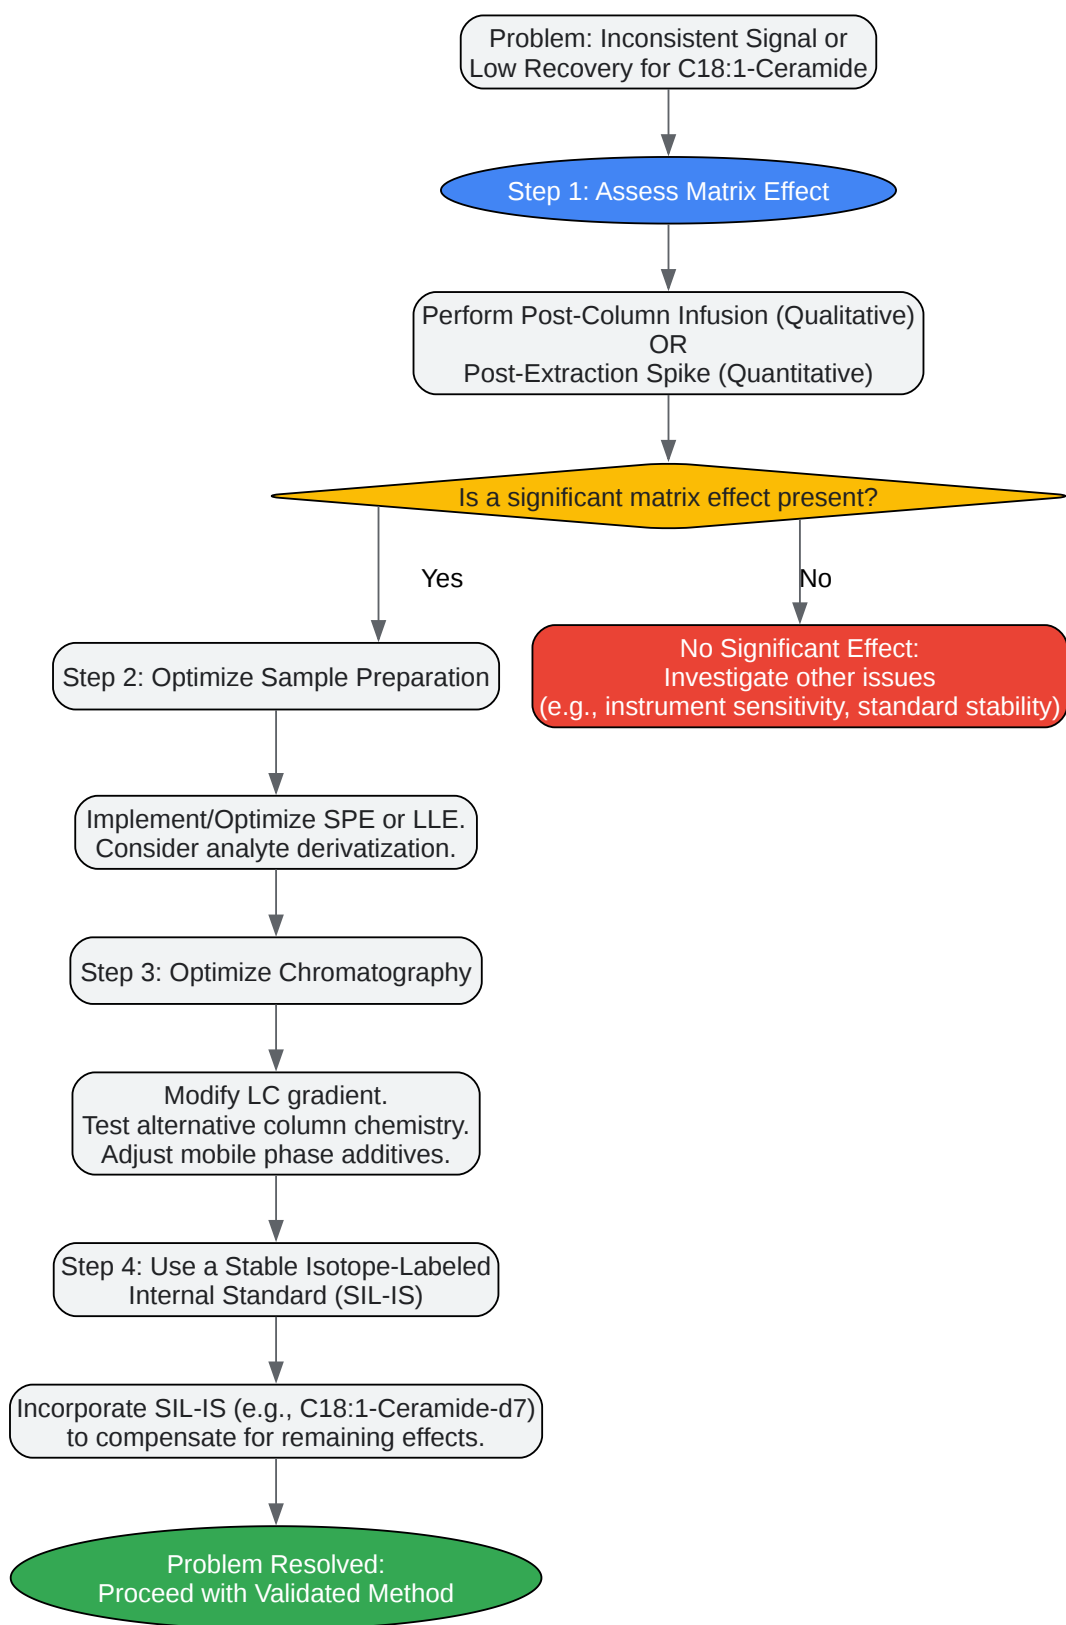 Problem: Inconsistent Signal or
Low Recovery for C18:1-Ceramide
Step 1: Assess Matrix Effect
Perform Post-Column Infusion (Qualitative)
OR
Post-Extraction Spike (Quantitative)
Is a significant matrix effect present?
Yes
No
Step 2: Optimize Sample Preparation
No Significant Effect:
Investigate other issues
(e.g., instrument sensitivity, standard stability)
Implement/Optimize SPE or LLE.
Consider analyte derivatization.
Step 3: Optimize Chromatography
Modify LC gradient.
Test alternative column chemistry.
Adjust mobile phase additives.
Step 4: Use a Stable Isotope-Labeled
Internal Standard (SIL-IS)
Incorporate SIL-IS (e.g., C18:1-Ceramide-d7)
to compensate for remaining effects.
Problem Resolved:
Proceed with Validated Method